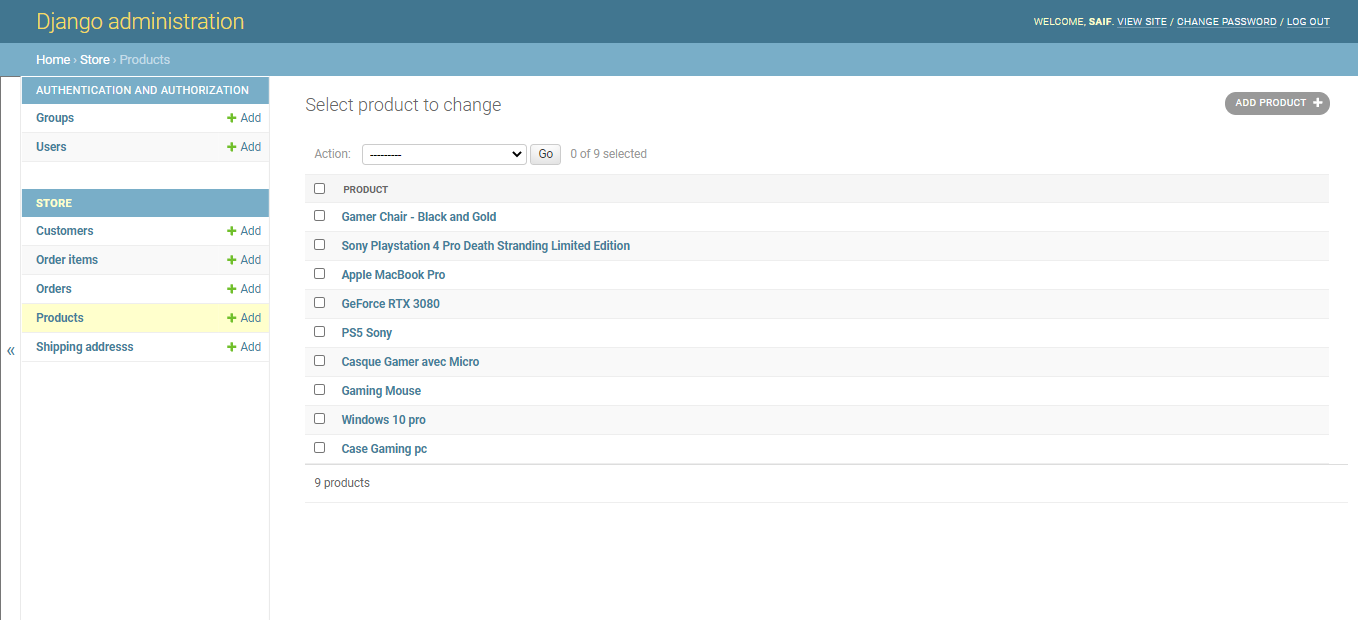 Django administration
WELCOME, SAIF. VIEW SITE / CHANGE PASSWORD / LOG OUT
Home › Store › Products
AUTHENTICATION AND AUTHORIZATION
Groups + Add
Users + Add
STORE
Customers + Add
Order items + Add
Orders + Add
Products + Add
Shipping addresss + Add
«
Select product to change
ADD PRODUCT +
Action: --------- Go 0 of 9 selected
PRODUCT
Gamer Chair - Black and Gold
Sony Playstation 4 Pro Death Stranding Limited Edition
Apple MacBook Pro
GeForce RTX 3080
PS5 Sony
Casque Gamer avec Micro
Gaming Mouse
Windows 10 pro
Case Gaming pc
9 products